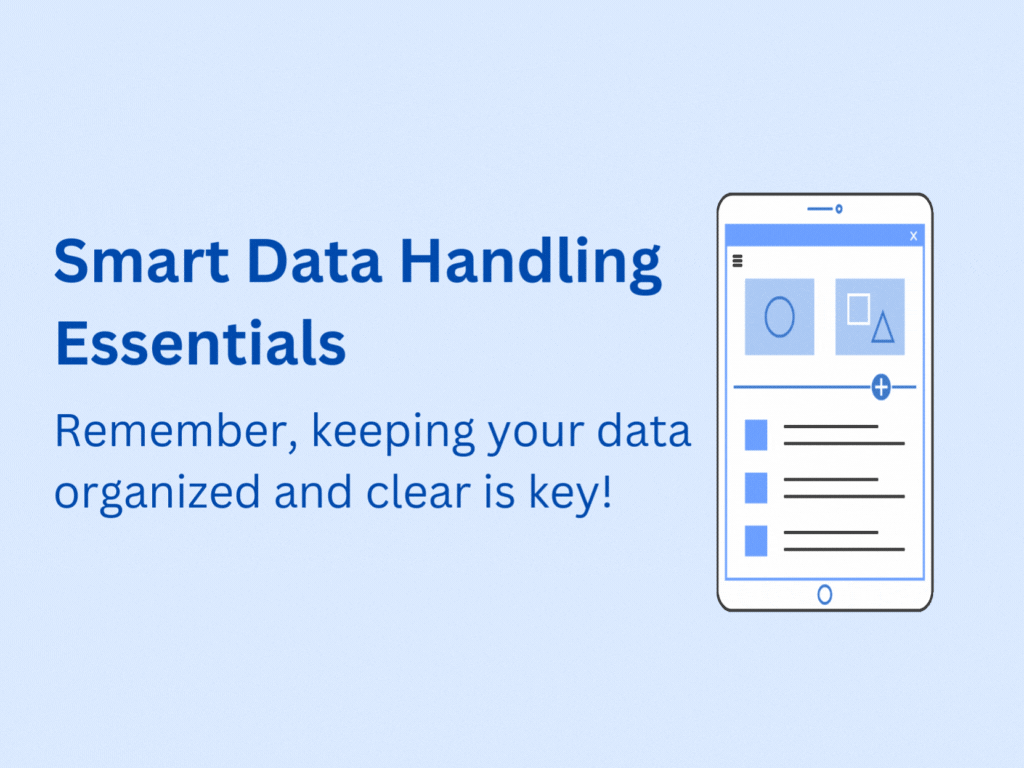 Smart Data Handling
Essentials
Remember, keeping your data
organized and clear is key!
X